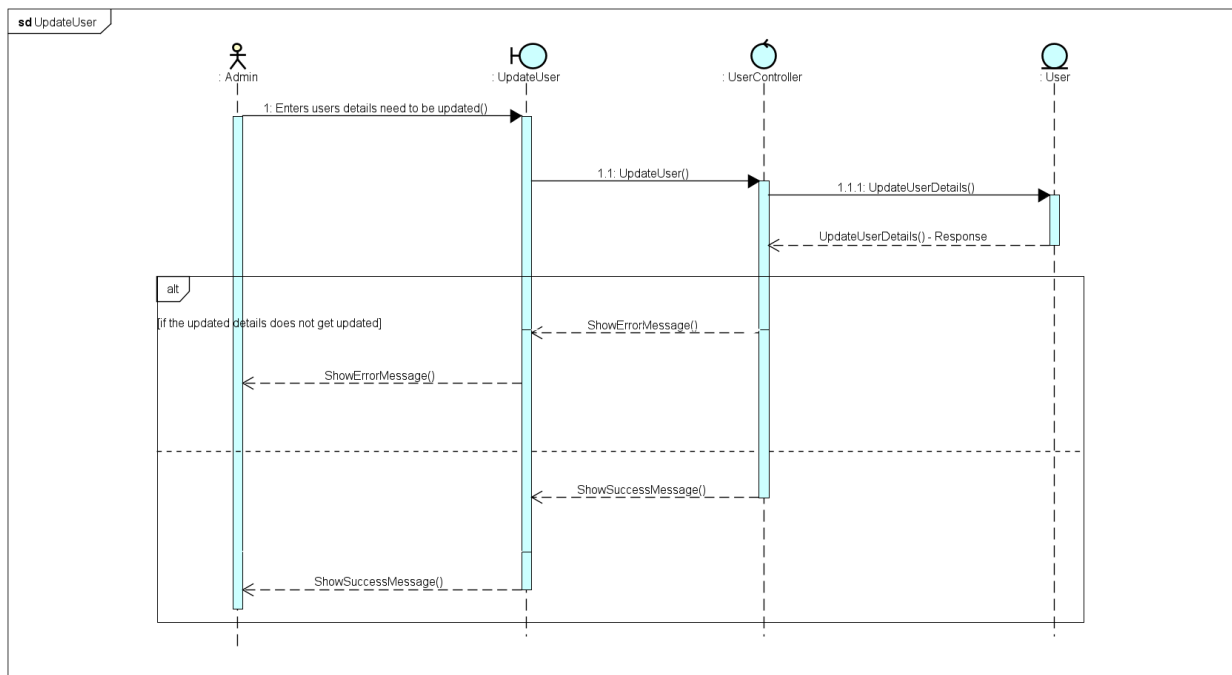 sd UpdateUser
: Admin
: UpdateUser
: UserController
: User
1: Enters users details need to be updated()
1.1: UpdateUser()
1.1.1: UpdateUserDetails()
UpdateUserDetails() - Response
alt
[if the updated details does not get updated]
ShowErrorMessage()
ShowErrorMessage()
ShowSuccessMessage()
ShowSuccessMessage()